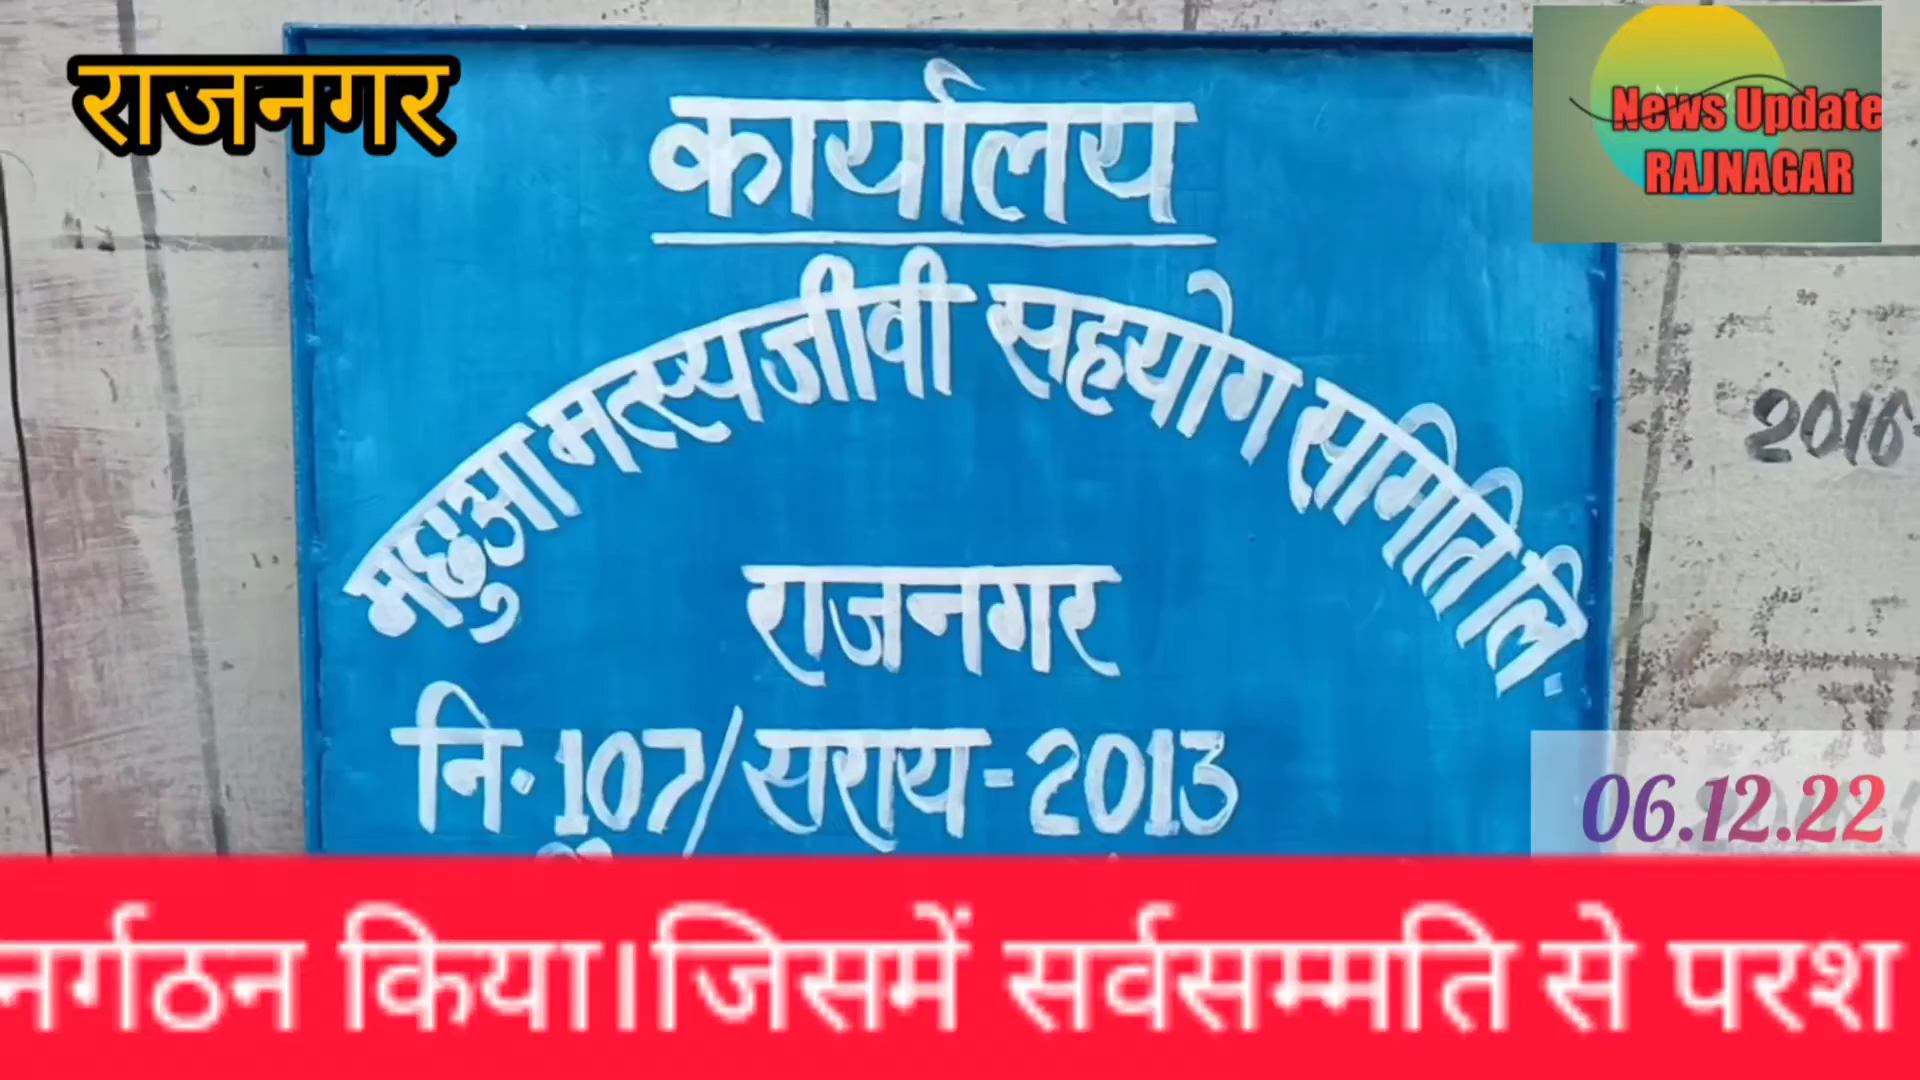 राजनगर
News Update
RAJNAGAR
कार्यालय
मछुआ मत्स्यजीवी सहयोग समिति लि॰
राजनगर
नि॰ 107/सराय-2013
2016
06.12.22
नर्गठन किया।जिसमें सर्वसम्मति से परश